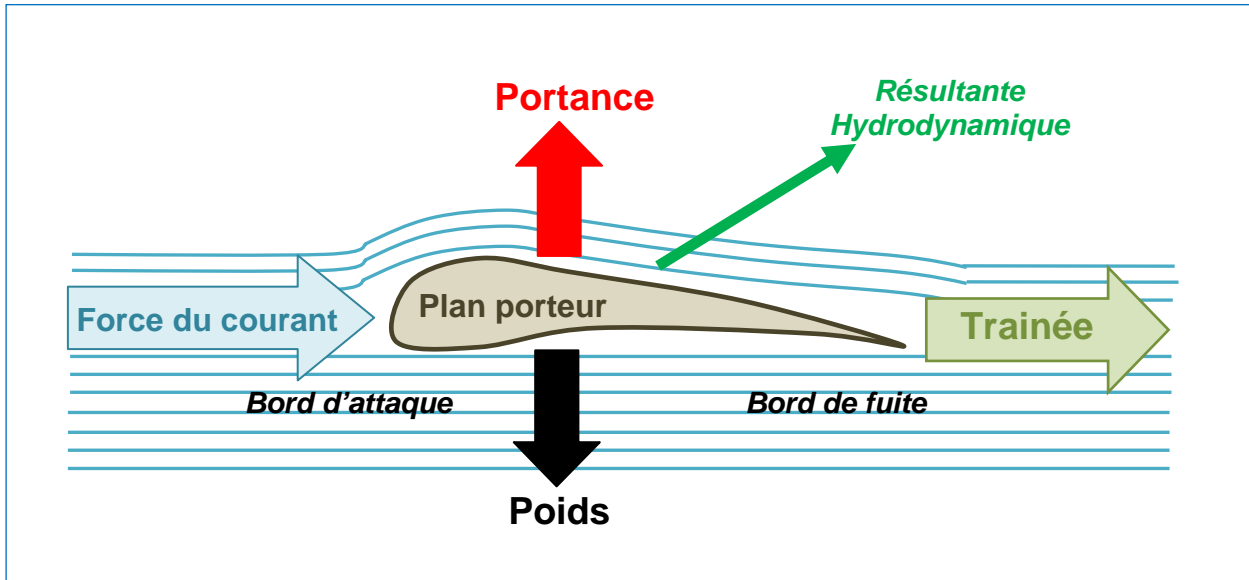 Portance
Résultante
Hydrodynamique
Force du courant
Plan porteur
Trainée
Bord d’attaque
Bord de fuite
Poids